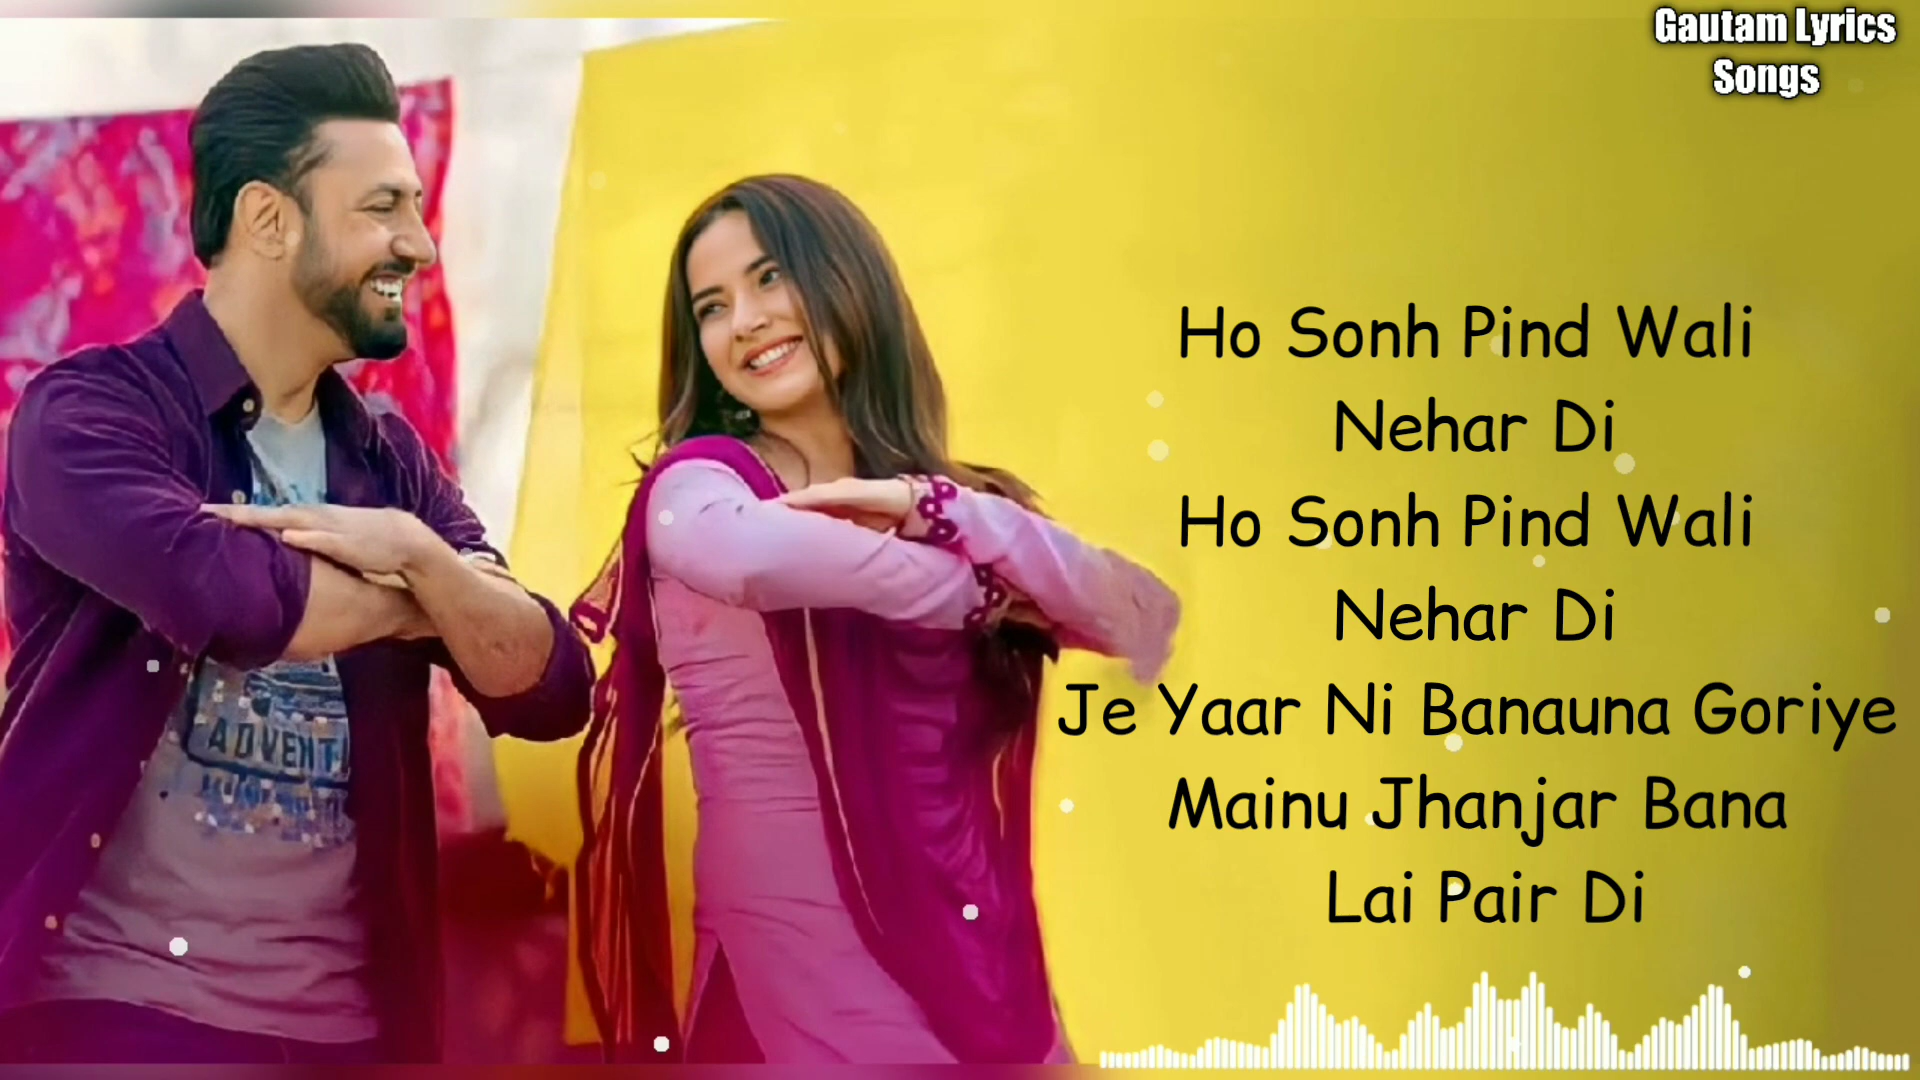 Gautam Lyrics
Songs
Ho Sonh Pind Wali
Nehar Di
Ho Sonh Pind Wali
Nehar Di
Je Yaar Ni Banauna Goriye
Mainu Jhanjar Bana
Lai Pair Di
ADVENT